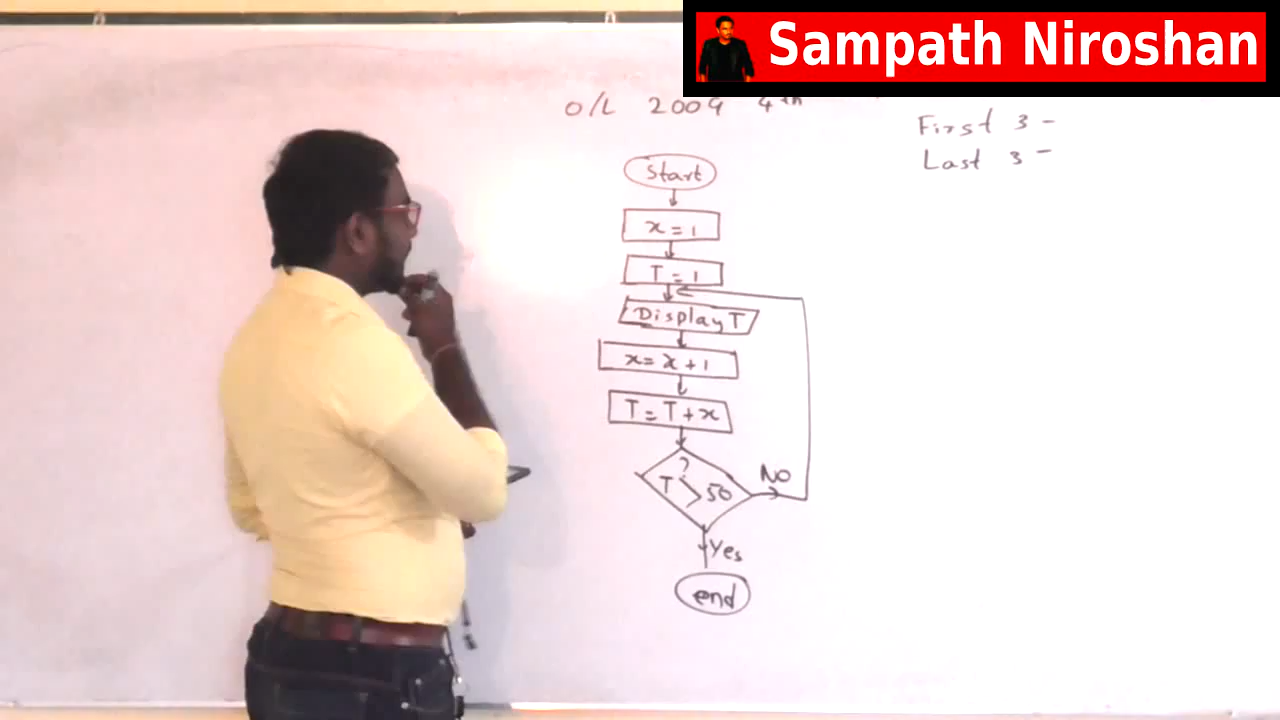 Sampath Niroshan
O/L 2009 4th
First 3 -
Last 3 -
Start
x = 1
T = 1
Display T
x = x + 1
T = T + x
?
T > 50
No
Yes
end